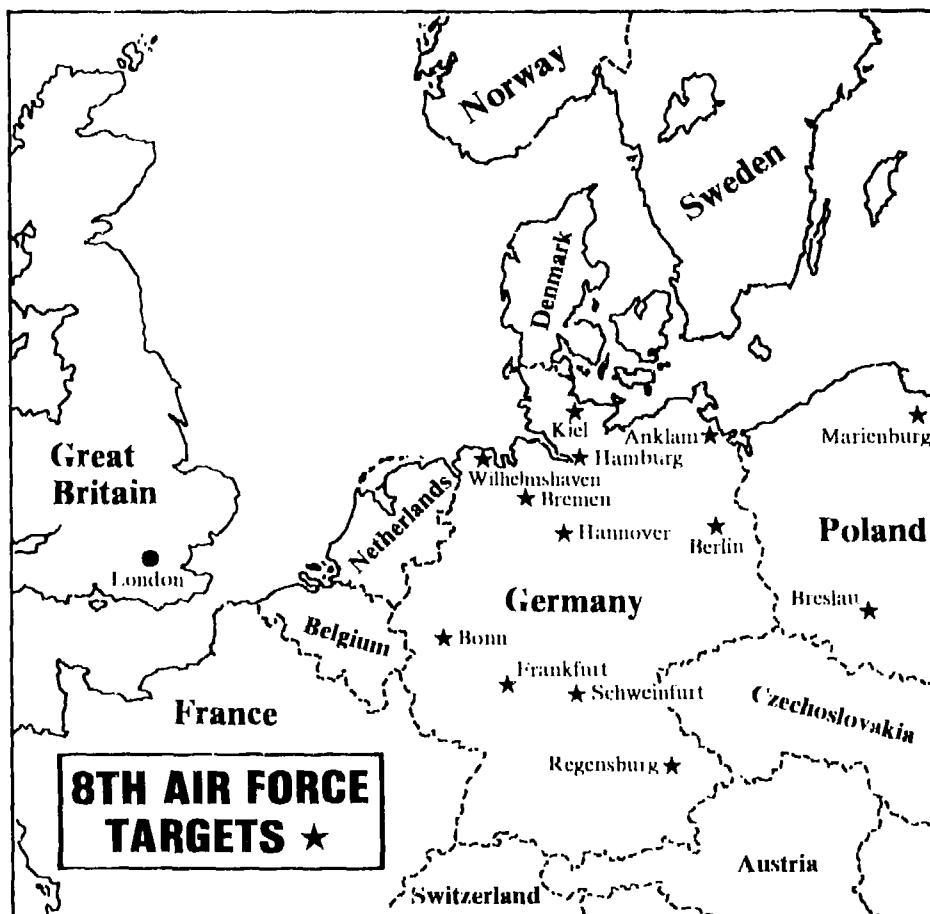 Norway
Sweden
Denmark
Kiel
Anklam
Marienburg
Hamburg
Wilhelmshaven
Bremen
Great
Britain
Netherlands
Hannover
Berlin
Poland
London
Germany
Breslau
Belgium
Bonn
Frankfurt
Schweinfurt
Czechoslovakia
France
Regensburg
8TH AIR FORCE
TARGETS ★
Austria
Switzerland